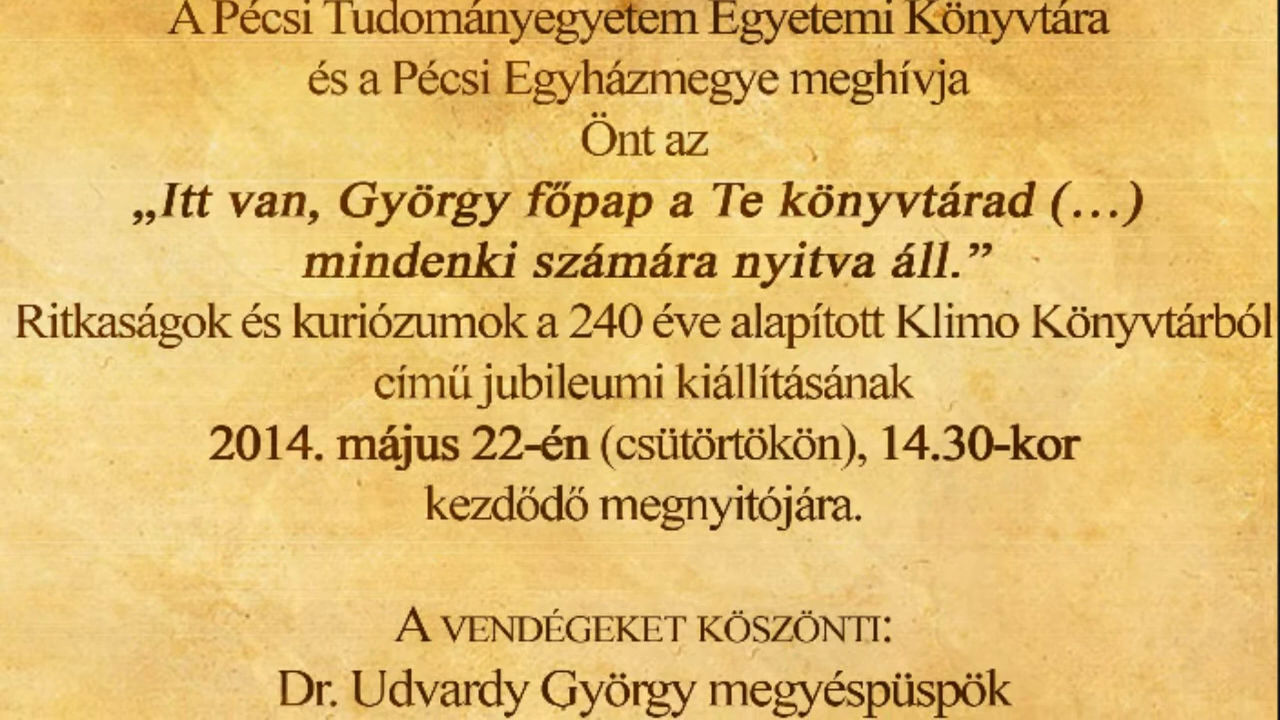 A Pécsi Tudományegyetem Egyetemi Könyvtára
és a Pécsi Egyházmegye meghívja
Önt az
„Itt van, György főpap a Te könyvtárad (…)
mindenki számára nyitva áll.”
Ritkaságok és kuriózumok a 240 éve alapított Klimo Könyvtárból
című jubileumi kiállításának
2014. május 22-én (csütörtökön), 14.30-kor
kezdődő megnyitójára.
A VENDÉGEKET KÖSZÖNTI:
Dr. Udvardy György megyéspüspök